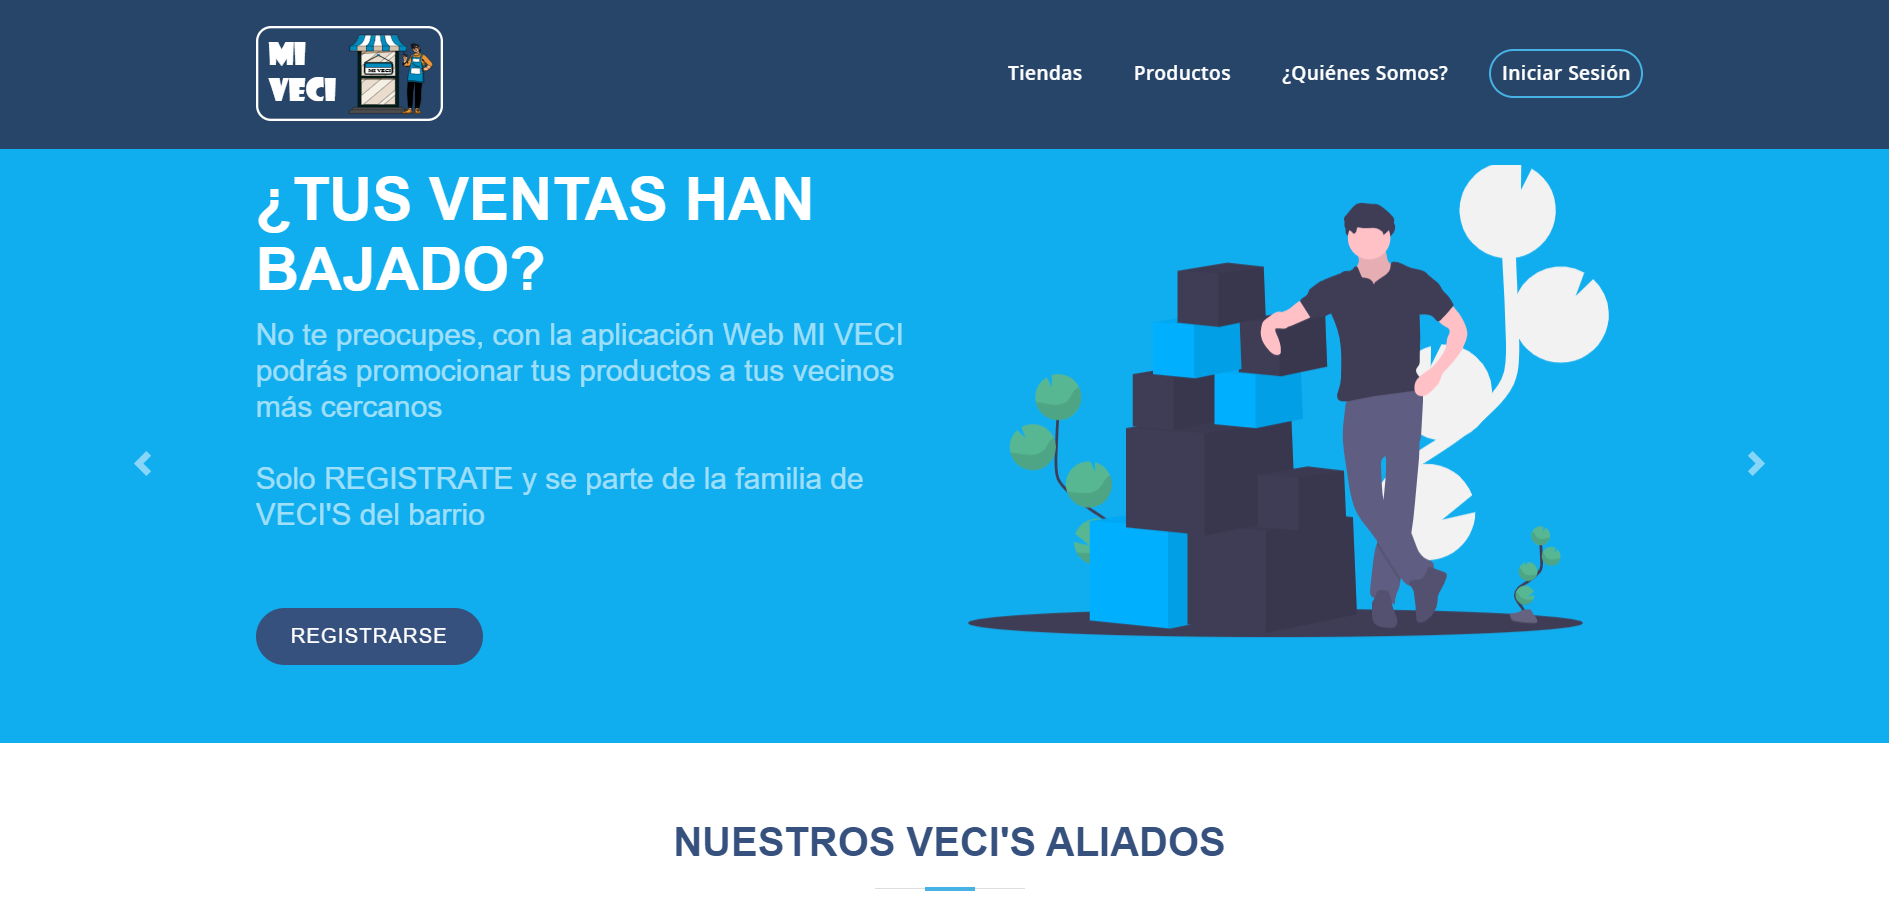 MI
VECI
MI VECI
Tiendas
Productos
¿Quiénes Somos?
Iniciar Sesión
¿TUS VENTAS HAN
BAJADO?
No te preocupes, con la aplicación Web MI VECI
podrás promocionar tus productos a tus vecinos
más cercanos
Solo REGISTRATE y se parte de la familia de
VECI'S del barrio
REGISTRARSE
NUESTROS VECI'S ALIADOS